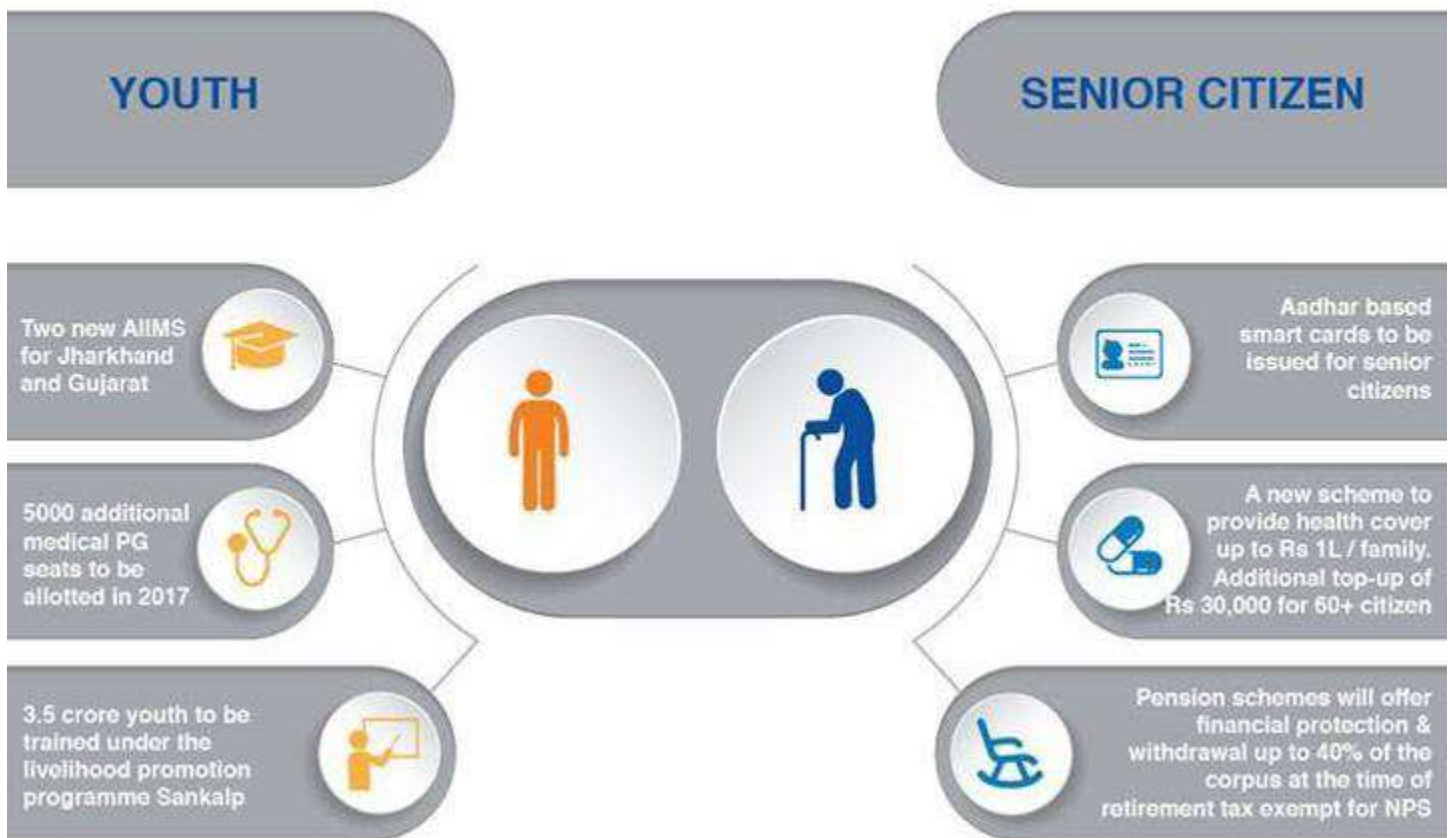 YOUTH
SENIOR CITIZEN
Two new AIIMS
for Jharkhand
and Gujarat
5000 additional
medical PG
seats to be
allotted in 2017
3.5 crore youth to be
trained under the
livelihood promotion
programme Sankalp
Aadhar based
smart cards to be
issued for senior
citizens
A new scheme to
provide health cover
up to Rs 1L / family.
Additional top-up of
Rs 30,000 for 60+ citizen
Pension schemes will offer
financial protection &
withdrawal up to 40% of the
corpus at the time of
retirement tax exempt for NPS